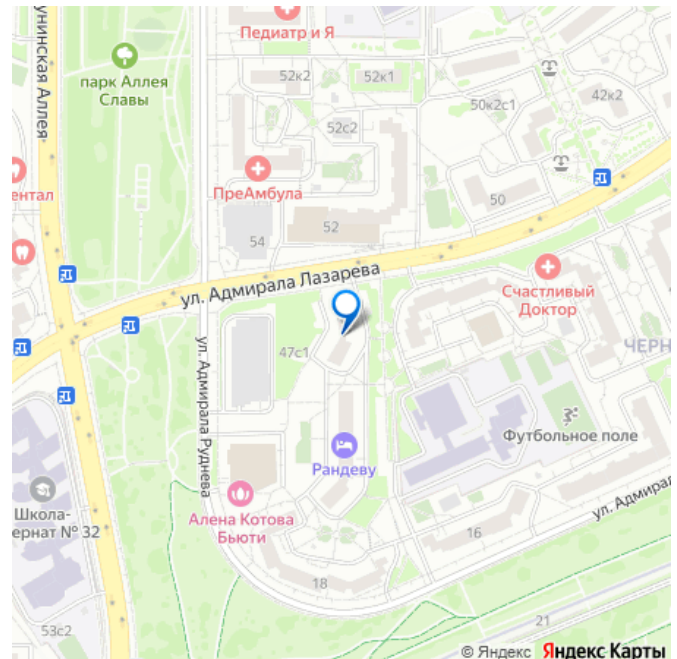 Педиатр и Я
унинская Аллея
парк Аллея
Славы
52к2
52к1
50к2с1
42к2
52с2
ПреАмбула
ентал
54
52
50
ул. Адмирала Лазарева
Счастливый
Доктор
47с1
ЧЕРН
ул. Адмирала Руднева
Футбольное поле
Рандеву
Школа-
ернат № 32
Алена Котова
Бьюти
16
ул. Адмирал
18
53с2
21
© Яндекс Яндекс Карты